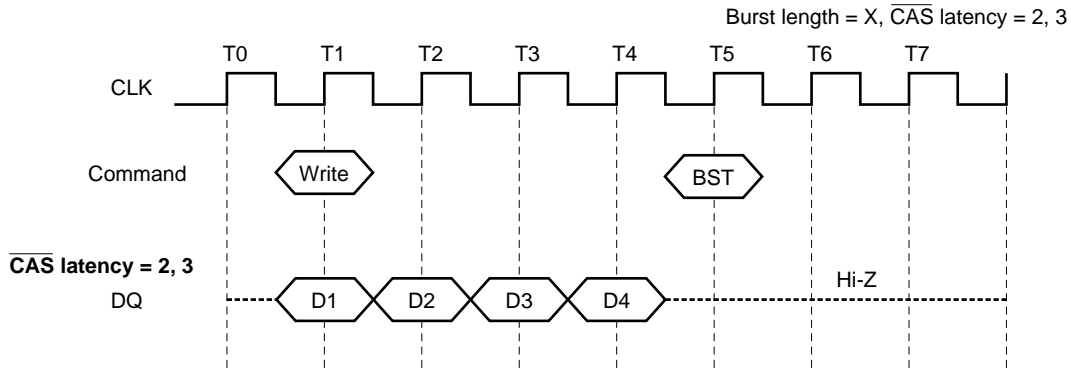 Burst length = X, CAS latency = 2, 3
T0 T1 T2 T3 T4 T5 T6 T7
CLK
Command Write BST
CAS latency = 2, 3
Hi-Z
DQ D1 D2 D3 D4